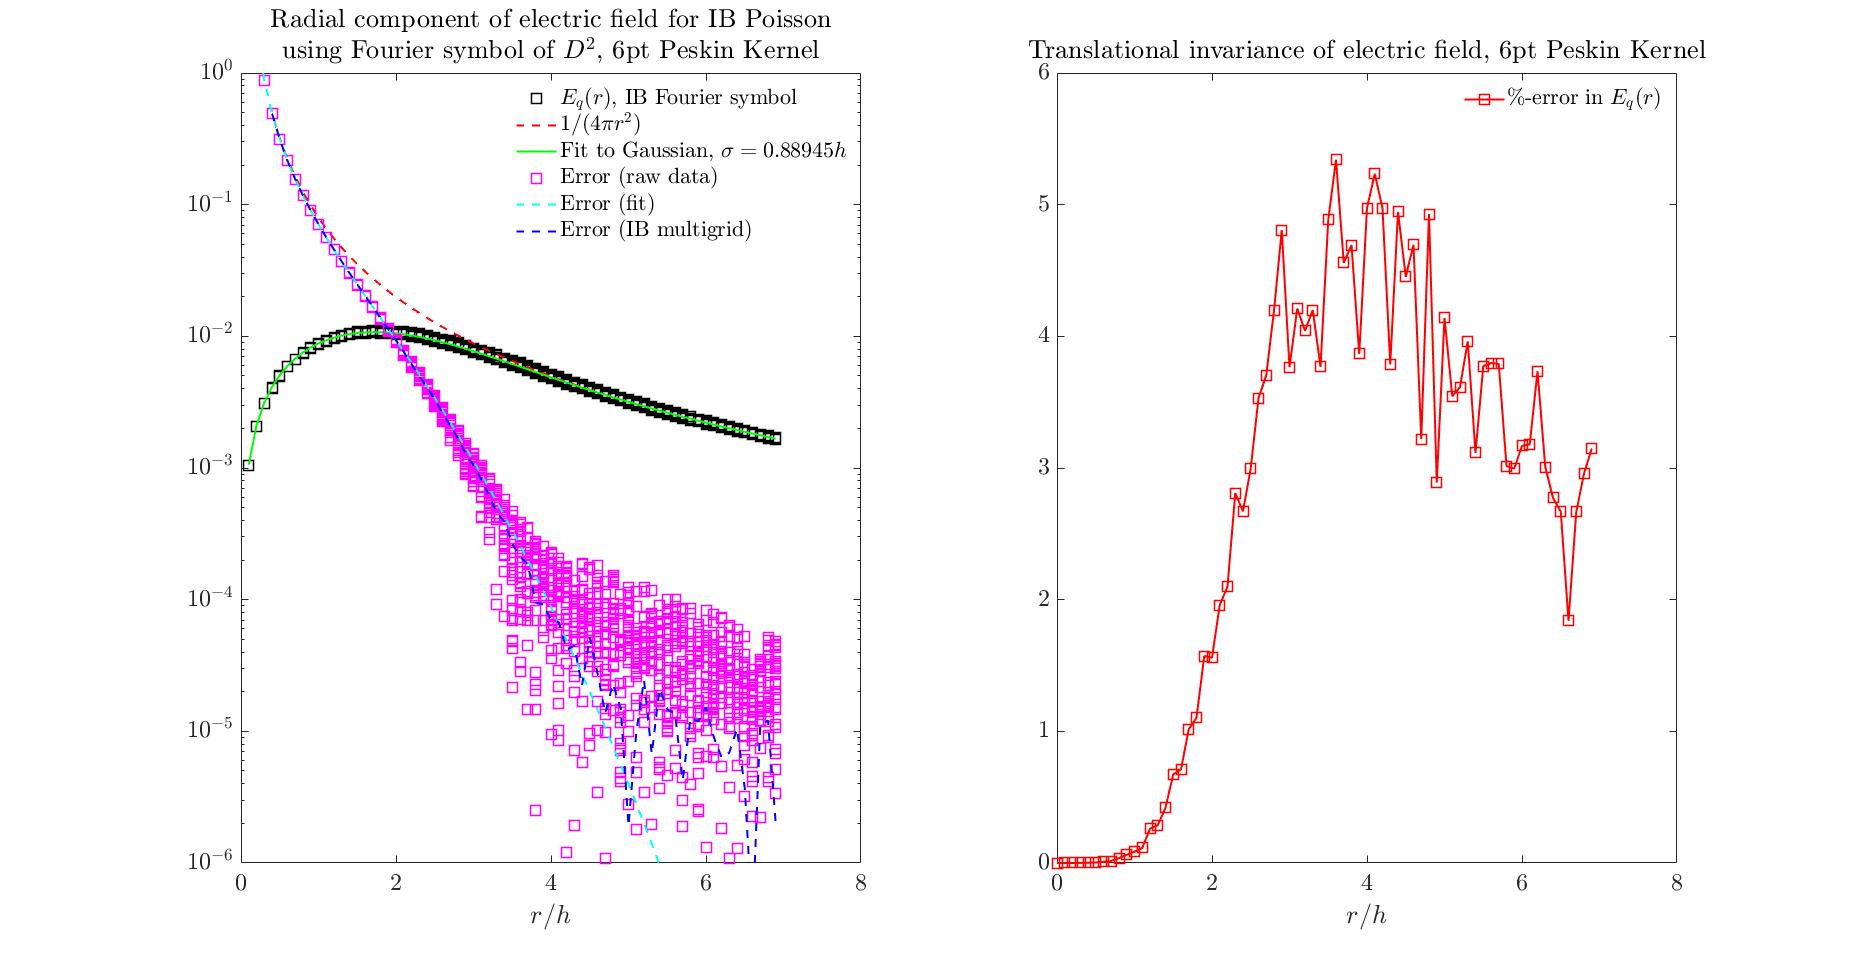 Radial component of electric field for IB Poisson
using Fourier symbol of D², 6pt Peskin Kernel
10⁰
10⁻¹
10⁻²
10⁻³
10⁻⁴
10⁻⁵
10⁻⁶
0
2
4
6
8
r/h
E_q(r), IB Fourier symbol
1/(4πr²)
Fit to Gaussian, σ = 0.88945h
Error (raw data)
Error (fit)
Error (IB multigrid)
Translational invariance of electric field, 6pt Peskin Kernel
6
5
4
3
2
1
0
0
2
4
6
8
r/h
%-error in E_q(r)